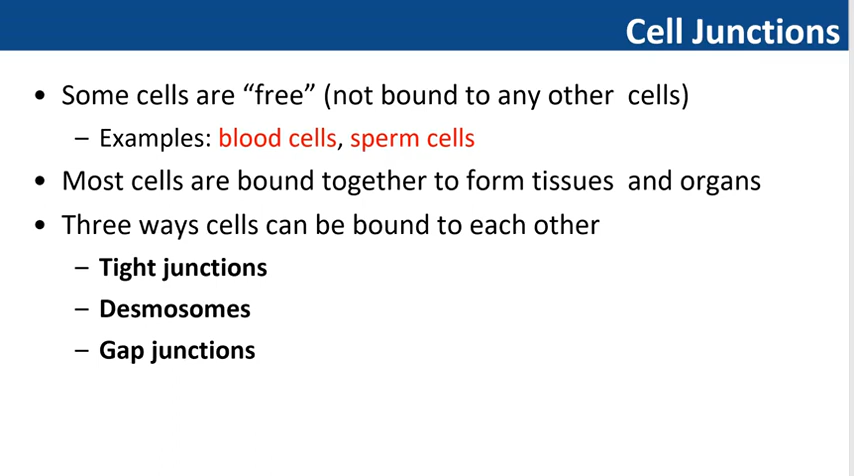 Cell Junctions
• Some cells are “free” (not bound to any other cells)
– Examples: blood cells, sperm cells
• Most cells are bound together to form tissues and organs
• Three ways cells can be bound to each other
– Tight junctions
– Desmosomes
– Gap junctions